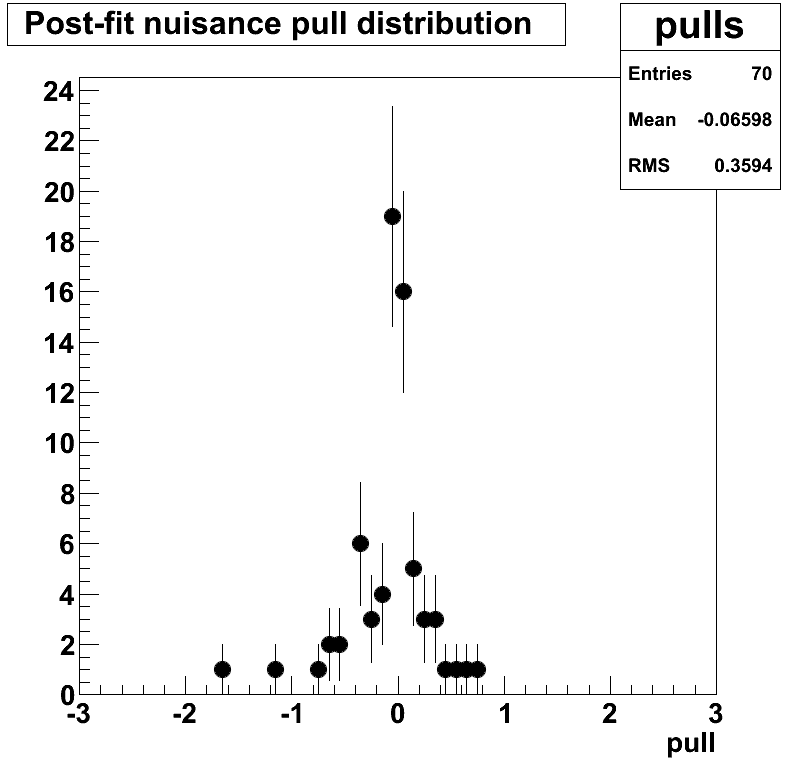 Post-fit nuisance pull distribution
pulls
Entries 70
Mean -0.06598
RMS 0.3594
24
22
20
18
16
14
12
10
8
6
4
2
0
-3 -2 -1 0 1 2 3
pull